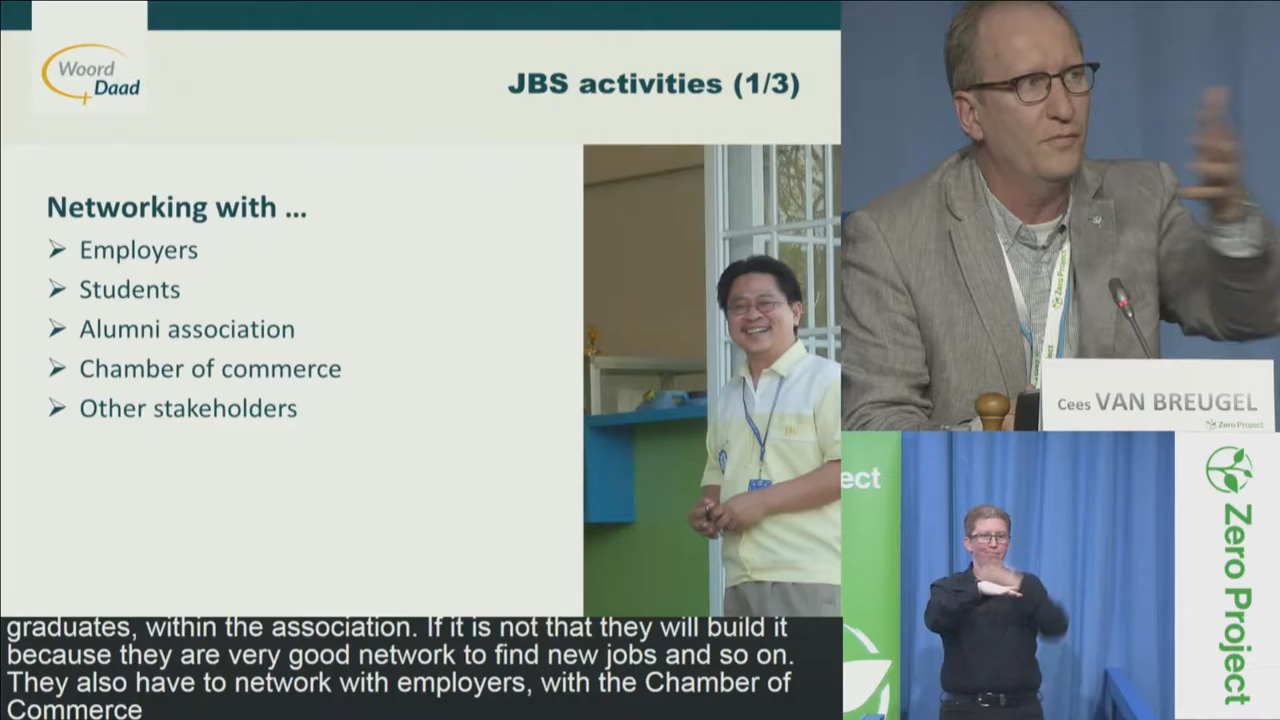 Woord
Daad
JBS activities (1/3)
Networking with ...
Employers
Students
Alumni association
Chamber of commerce
Other stakeholders
graduates, within the association. If it is not that they will build it
because they are very good network to find new jobs and so on.
They also have to network with employers, with the Chamber of
Commerce
Zero Project
Cees VAN BREUGEL
Zero Project
ect
Zero Project